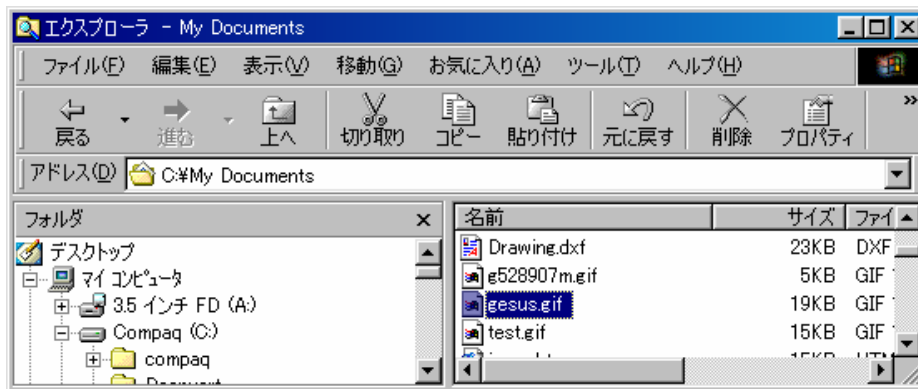 エクスプローラ - My Documents
ファイル(F) 編集(E) 表示(V) 移動(G) お気に入り(A) ツール(T) ヘルプ(H)
戻る 進む 上へ 切り取り コピー 貼り付け 元に戻す 削除 プロパティ »
アドレス(D) C:¥My Documents
フォルダ
名前 サイズ ファイ
デスクトップ
Drawing.dxf 23KB DXF
マイ コンピュータ
g528907m.gif 5KB GIF
3.5 インチ FD (A:)
gesus.gif 19KB GIF
Compaq (C:)
test.gif 15KB GIF
compaq